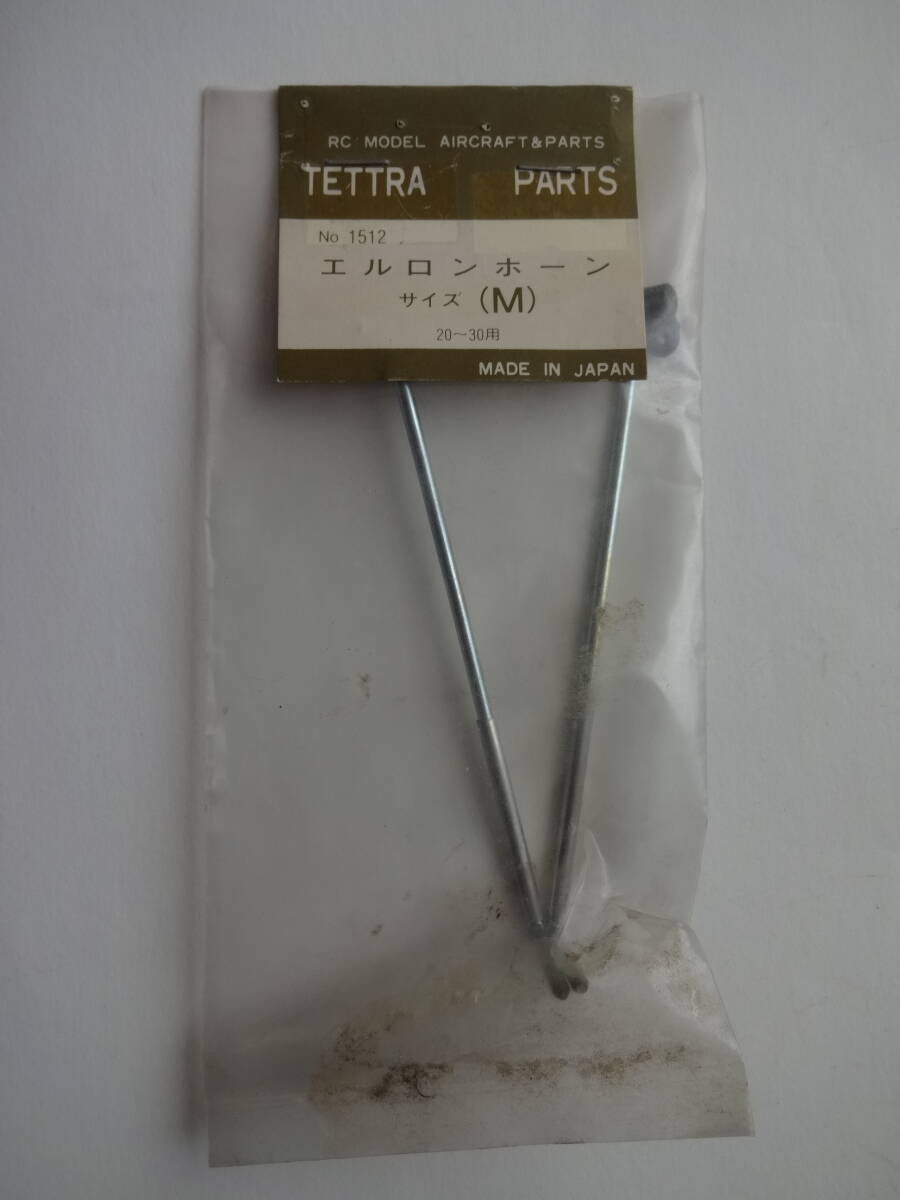 RC MODEL AIRCRAFT&PARTS
TETTRA PARTS
No 1512
エルロンホーン
サイズ (M)
20〜30用
MADE IN JAPAN